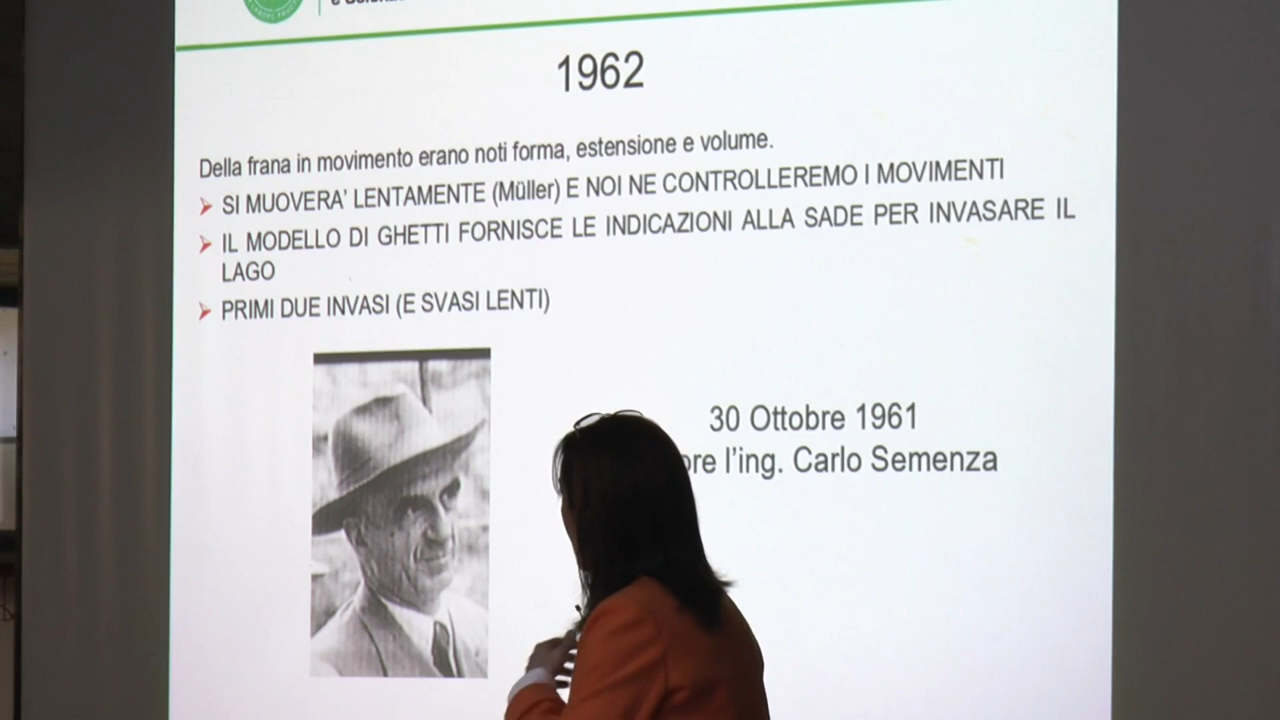 1962
Della frana in movimento erano noti forma, estensione e volume.
SI MUOVERA' LENTAMENTE (Müller) E NOI NE CONTROLLEREMO I MOVIMENTI
IL MODELLO DI GHETTI FORNISCE LE INDICAZIONI ALLA SADE PER INVASARE IL
LAGO
PRIMI DUE INVASI (E SVASI LENTI)
30 Ottobre 1961
l'ing. Carlo Semenza